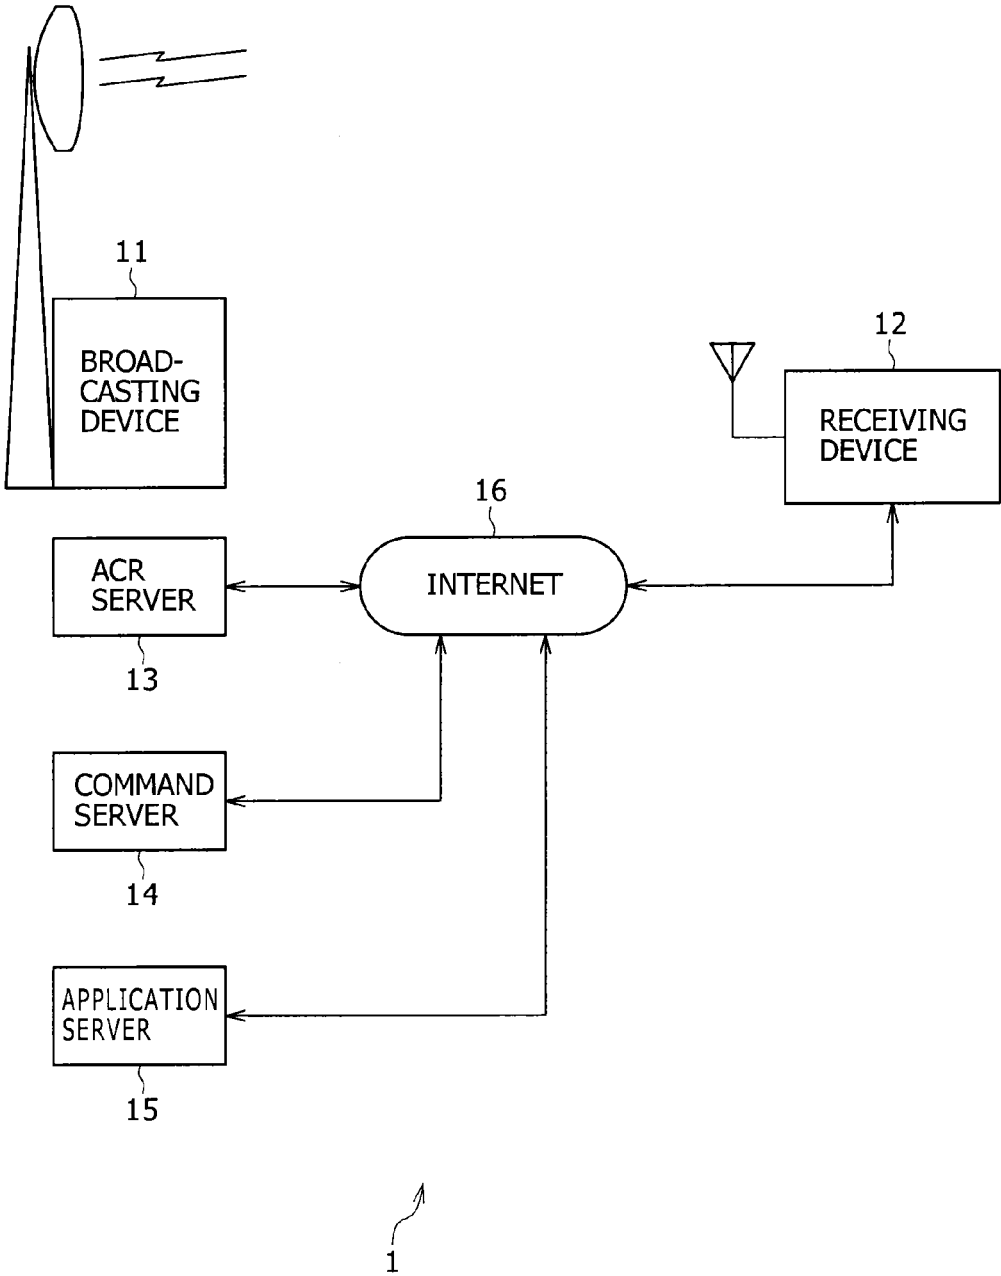 11
BROAD-
CASTING
DEVICE
12
RECEIVING
DEVICE
16
INTERNET
ACR
SERVER
13
COMMAND
SERVER
14
APPLICATION
SERVER
15
1